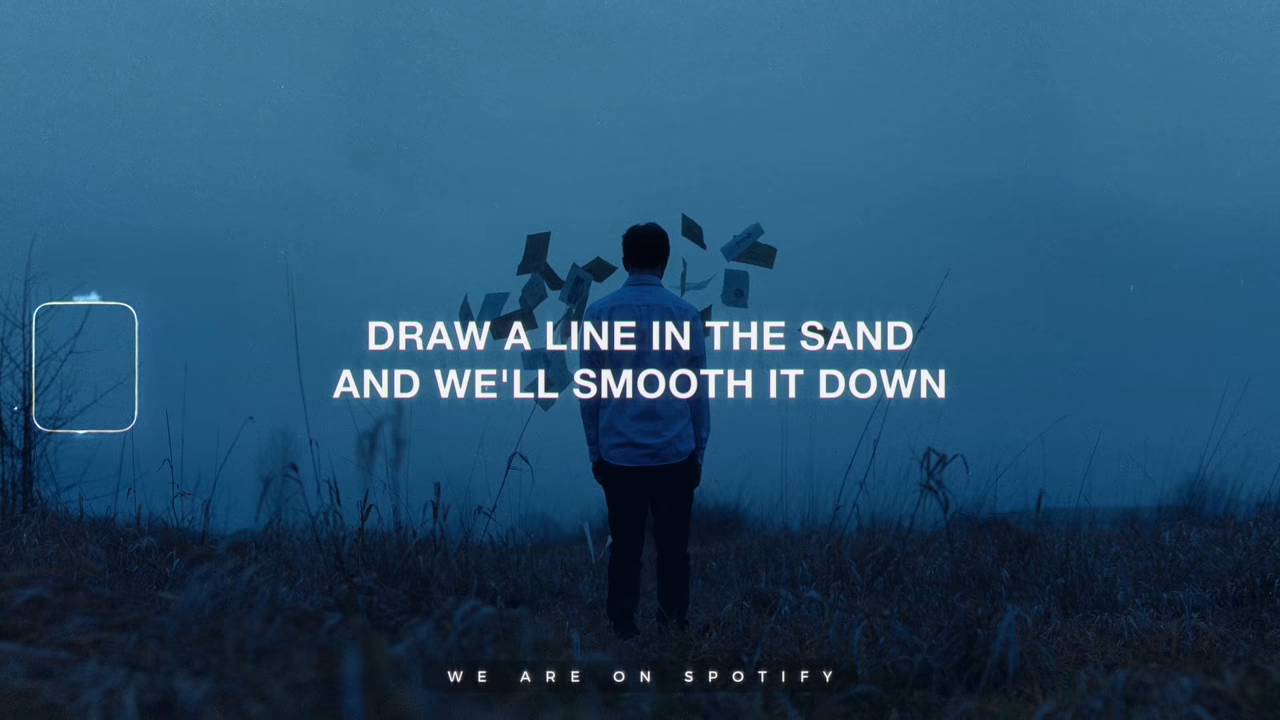 DRAW A LINE IN THE SAND
AND WE'LL SMOOTH IT DOWN
WE ARE ON SPOTIFY